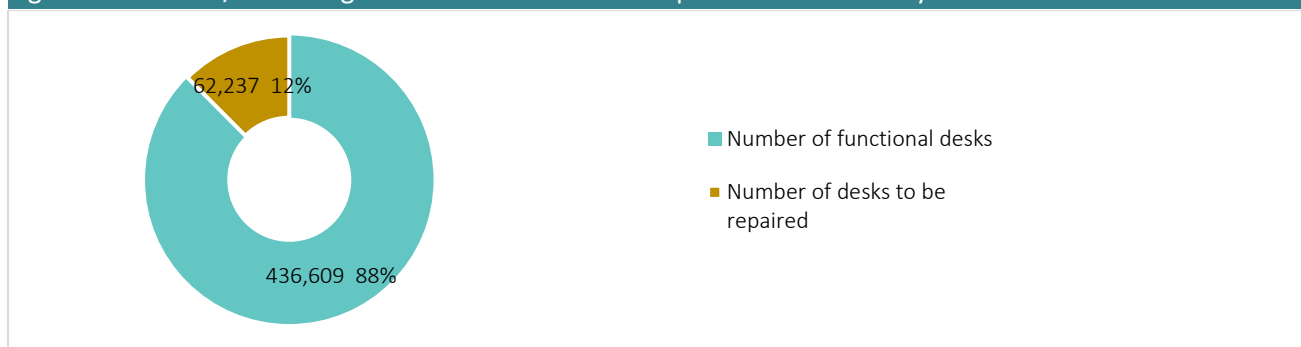 62,237 12%
Number of functional desks
Number of desks to be
repaired
436,609 88%